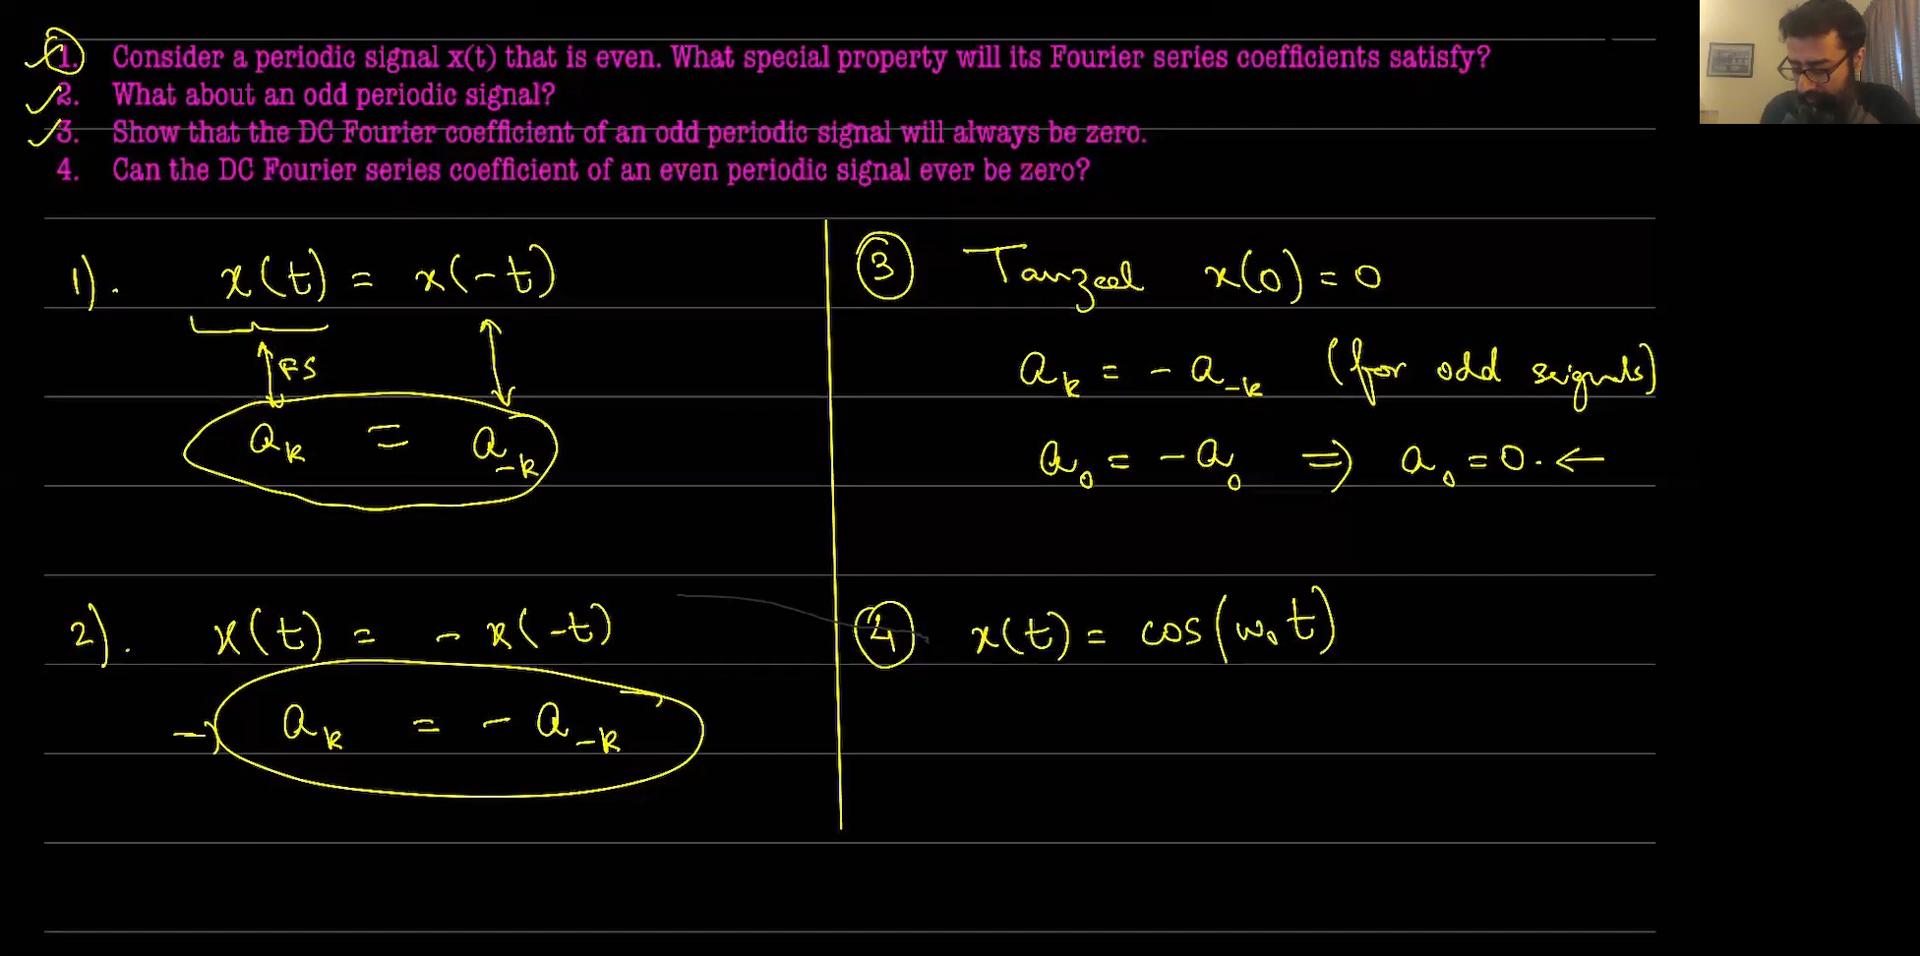 1. Consider a periodic signal x(t) that is even. What special property will its Fourier series coefficients satisfy?
2. What about an odd periodic signal?
3. Show that the DC Fourier coefficient of an odd periodic signal will always be zero.
4. Can the DC Fourier series coefficient of an even periodic signal ever be zero?
1). x(t) = x(-t)
FS
a_k = a_{-k}
2). x(t) = - x(-t)
→ a_k = - a_{-k}
3 Tanzeel x(0) = 0
a_k = - a_{-k} (for odd signals)
a_0 = - a_0 ⇒ a_0 = 0. ←
4 x(t) = cos(ω_0 t)